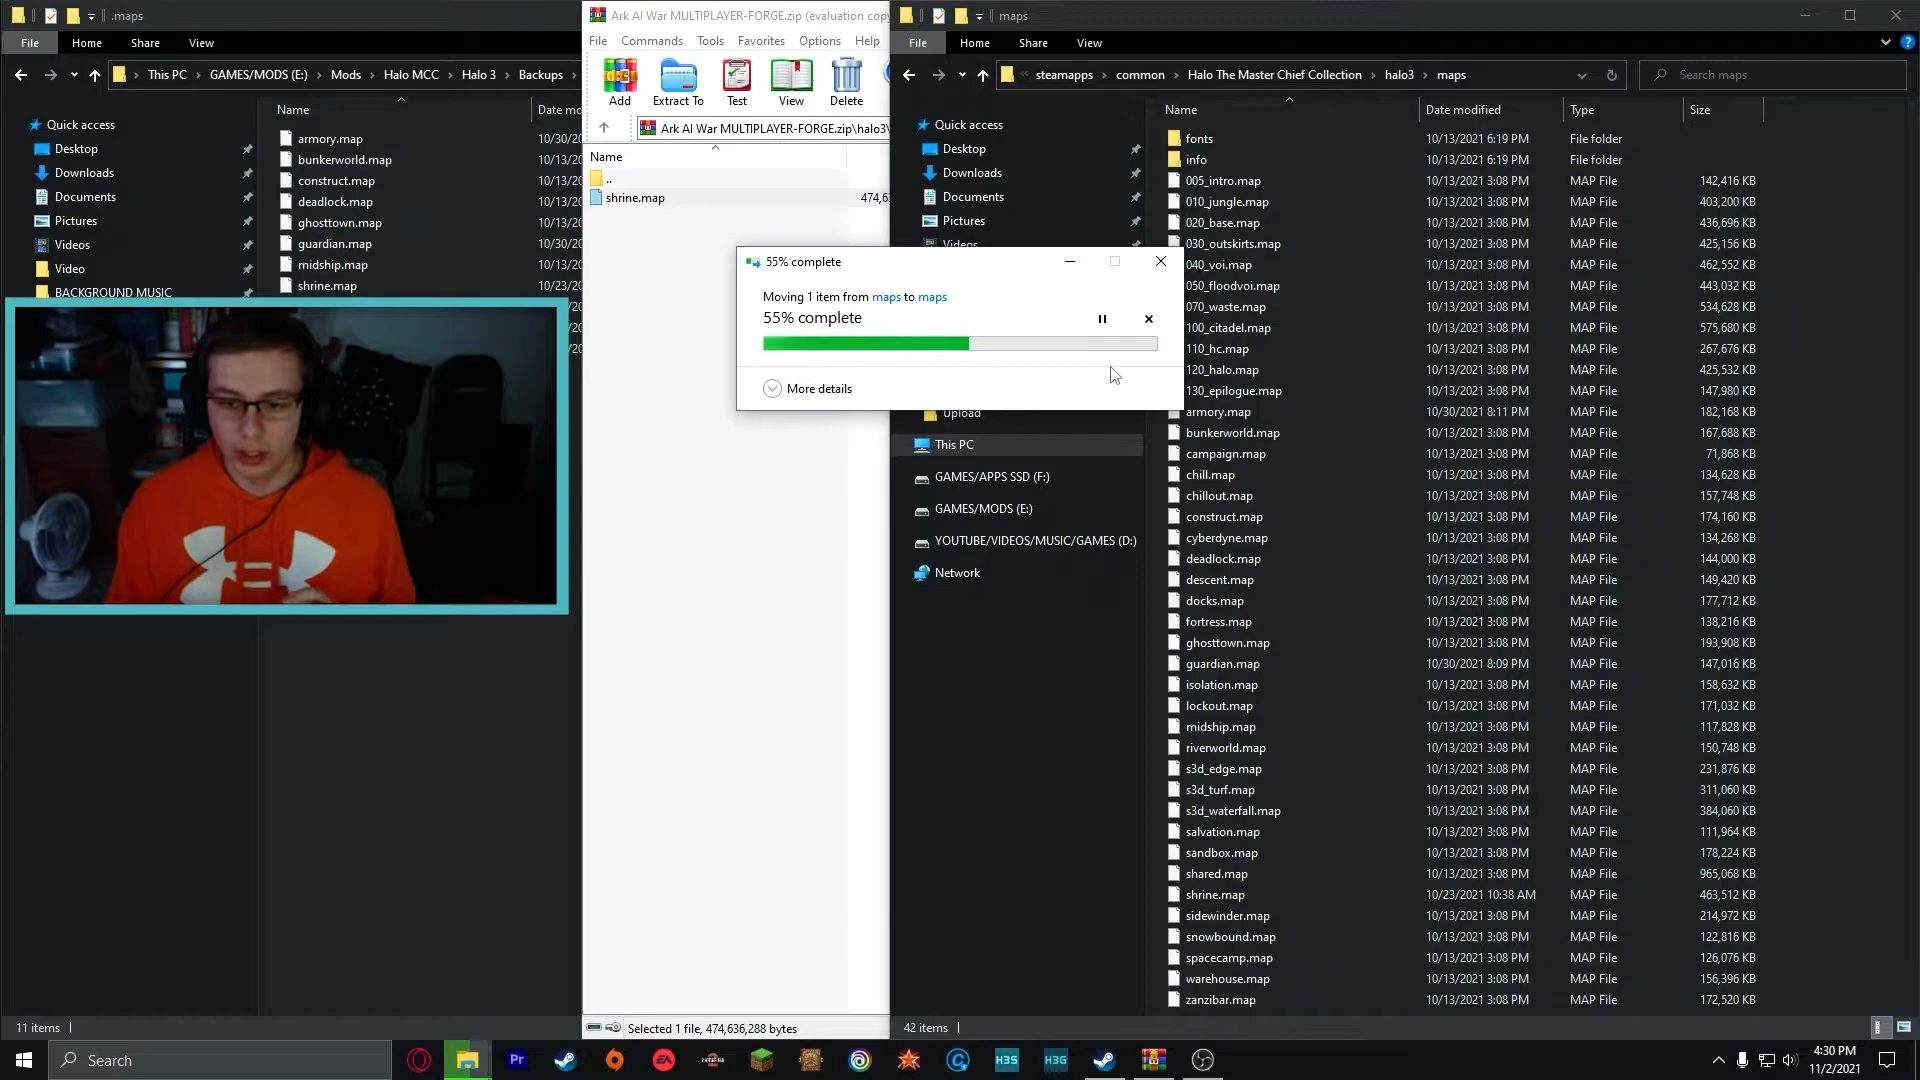 .maps
File Home Share View
This PC > GAMES/MODS (E:) > Mods > Halo MCC > Halo 3 > Backups >
Name
Date mo
Quick access
Desktop
Downloads
Documents
Pictures
Videos
Video
BACKGROUND MUSIC
armory.map 10/30/20
bunkerworld.map 10/13/20
construct.map 10/13/20
deadlock.map 10/13/20
ghosttown.map 10/13/20
guardian.map 10/30/20
midship.map 10/13/20
shrine.map 10/23/20
11 items
Ark AI War MULTIPLAYER-FORGE.zip (evaluation copy
File Commands Tools Favorites Options Help
Add Extract To Test View Delete
Ark AI War MULTIPLAYER-FORGE.zip\halo3\
Name
..
shrine.map 474,6
Selected 1 file, 474,636,288 bytes
55% complete
Moving 1 item from maps to maps
55% complete
More details
maps
File Home Share View
steamapps > common > Halo The Master Chief Collection > halo3 > maps
Search maps
Quick access
Desktop
Downloads
Documents
Pictures
Videos
Upload
This PC
GAMES/APPS SSD (F:)
GAMES/MODS (E:)
YOUTUBE/VIDEOS/MUSIC/GAMES (D:)
Network
Name Date modified Type Size
fonts 10/13/2021 6:19 PM File folder
info 10/13/2021 6:19 PM File folder
005_intro.map 10/13/2021 3:08 PM MAP File 142,416 KB
010_jungle.map 10/13/2021 3:08 PM MAP File 403,200 KB
020_base.map 10/13/2021 3:08 PM MAP File 436,696 KB
030_outskirts.map 10/13/2021 3:08 PM MAP File 425,156 KB
040_voi.map 10/13/2021 3:08 PM MAP File 462,552 KB
050_floodvoi.map 10/13/2021 3:08 PM MAP File 443,032 KB
070_waste.map 10/13/2021 3:08 PM MAP File 534,628 KB
100_citadel.map 10/13/2021 3:08 PM MAP File 575,680 KB
110_hc.map 10/13/2021 3:08 PM MAP File 267,676 KB
120_halo.map 10/13/2021 3:08 PM MAP File 425,532 KB
130_epilogue.map 10/13/2021 3:08 PM MAP File 147,980 KB
armory.map 10/30/2021 8:11 PM MAP File 182,168 KB
bunkerworld.map 10/13/2021 3:08 PM MAP File 167,688 KB
campaign.map 10/13/2021 3:08 PM MAP File 71,868 KB
chill.map 10/13/2021 3:08 PM MAP File 134,628 KB
chillout.map 10/13/2021 3:08 PM MAP File 157,748 KB
construct.map 10/13/2021 3:08 PM MAP File 174,160 KB
cyberdyne.map 10/13/2021 3:08 PM MAP File 134,268 KB
deadlock.map 10/13/2021 3:08 PM MAP File 144,000 KB
descent.map 10/13/2021 3:08 PM MAP File 149,420 KB
docks.map 10/13/2021 3:08 PM MAP File 177,712 KB
fortress.map 10/13/2021 3:08 PM MAP File 138,216 KB
ghosttown.map 10/13/2021 3:08 PM MAP File 193,908 KB
guardian.map 10/30/2021 8:09 PM MAP File 147,016 KB
isolation.map 10/13/2021 3:08 PM MAP File 158,632 KB
lockout.map 10/13/2021 3:08 PM MAP File 171,032 KB
midship.map 10/13/2021 3:08 PM MAP File 117,828 KB
riverworld.map 10/13/2021 3:08 PM MAP File 150,748 KB
s3d_edge.map 10/13/2021 3:08 PM MAP File 231,876 KB
s3d_turf.map 10/13/2021 3:08 PM MAP File 311,060 KB
s3d_waterfall.map 10/13/2021 3:08 PM MAP File 384,060 KB
salvation.map 10/13/2021 3:08 PM MAP File 111,964 KB
sandbox.map 10/13/2021 3:08 PM MAP File 178,224 KB
shared.map 10/13/2021 3:08 PM MAP File 965,068 KB
shrine.map 10/23/2021 10:38 AM MAP File 463,512 KB
sidewinder.map 10/13/2021 3:08 PM MAP File 214,972 KB
snowbound.map 10/13/2021 3:08 PM MAP File 122,816 KB
spacecamp.map 10/13/2021 3:08 PM MAP File 126,076 KB
warehouse.map 10/13/2021 3:08 PM MAP File 156,396 KB
zanzibar.map 10/13/2021 3:08 PM MAP File 172,520 KB
42 items
Search
Pr
EA
H3S
H3G
4:30 PM
11/2/2021